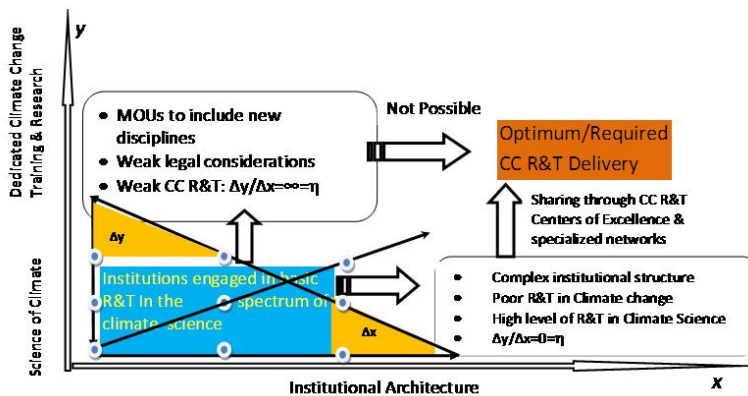 y
Dedicated Climate Change
Training & Research
Science of Climate
• MOUs to include new
disciplines
• Weak legal considerations
• Weak CC R&T: Δy/Δx=∞=η
Not Possible
Optimum/Required
CC R&T Delivery
Sharing through CC R&T
Centers of Excellence &
specialized networks
Δy
Institutions engaged in basic
R&T In the spectrum of
climate science
Δx
• Complex institutional structure
• Poor R&T in Climate change
• High level of R&T in Climate Science
• Δy/Δx=0=η
Institutional Architecture
x